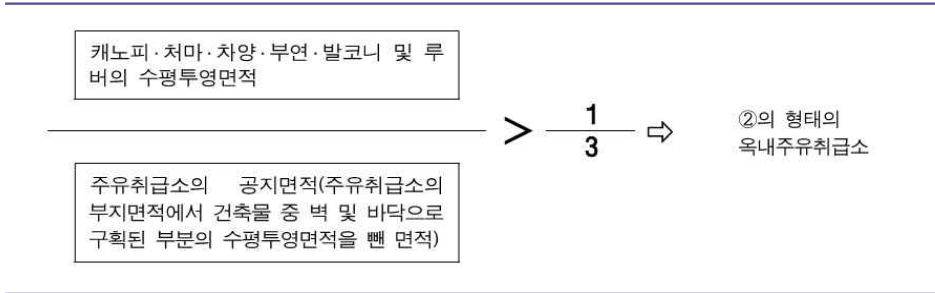 캐노피·처마·차양·부연·발코니 및 루
버의 수평투영면적
> 1
3
⇨
②의 형태의
옥내주유취급소
주유취급소의 공지면적(주유취급소의
부지면적에서 건축물 중 벽 및 바닥으로
구획된 부분의 수평투영면적을 뺀 면적)